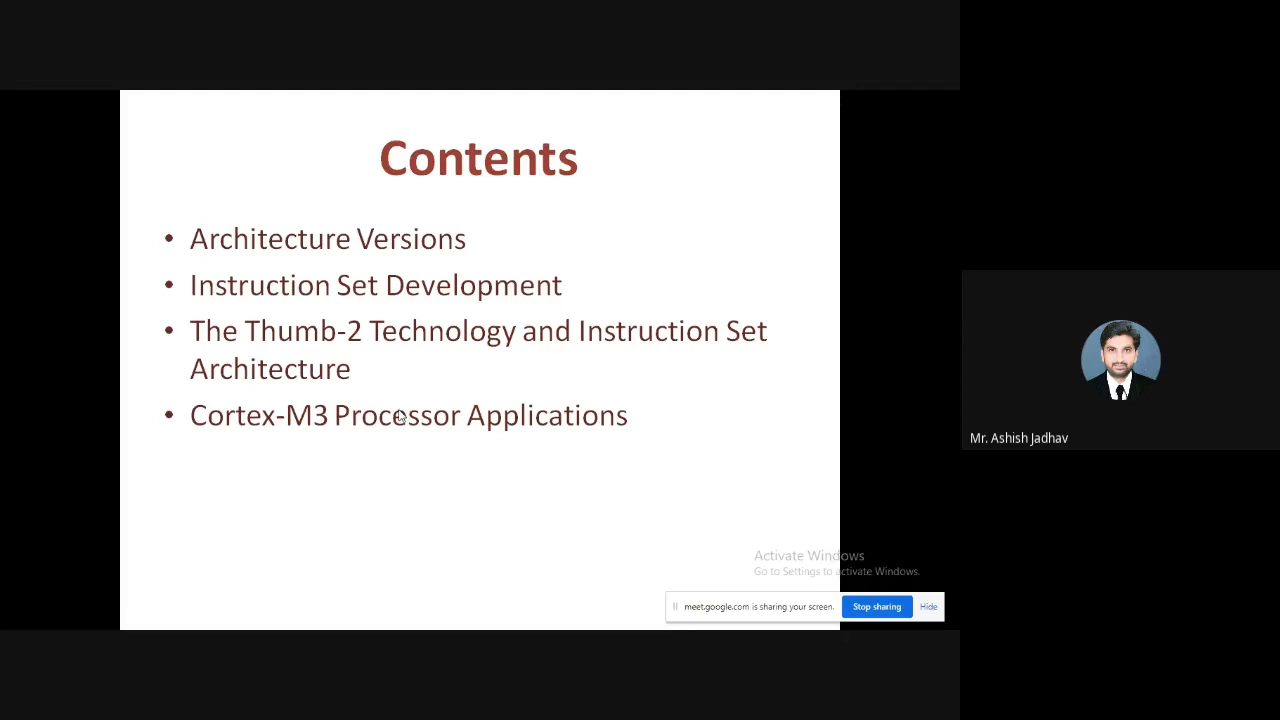 Contents
• Architecture Versions
• Instruction Set Development
• The Thumb-2 Technology and Instruction Set
Architecture
• Cortex-M3 Processor Applications
Mr. Ashish Jadhav
Activate Windows
Go to Settings to activate Windows.
meet.google.com is sharing your screen. Stop sharing Hide